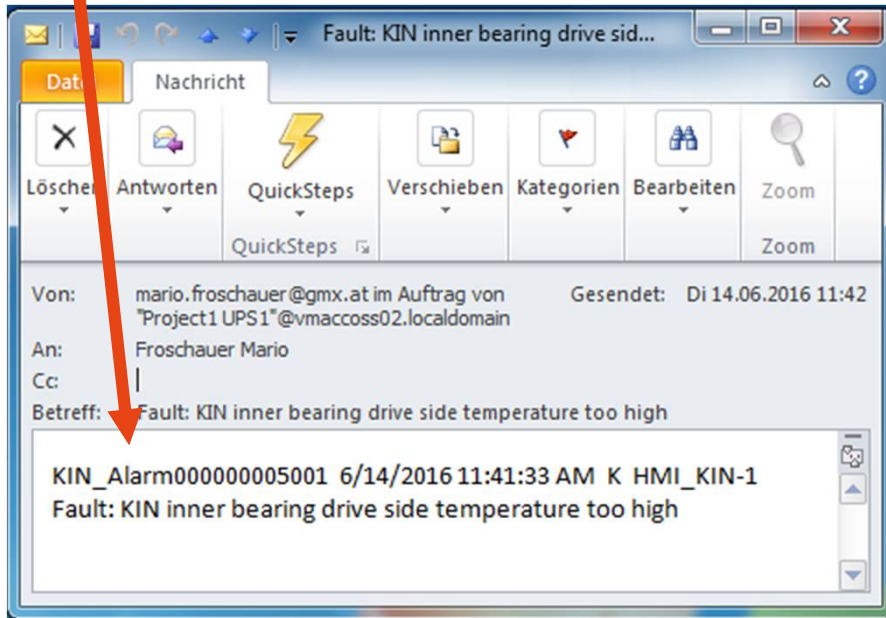 Fault: KIN inner bearing drive sid...
Nachricht
Löschen Antworten QuickSteps Verschieben Kategorien Bearbeiten Zoom
QuickSteps Zoom
Von: mario.froschauer@gmx.at im Auftrag von Gesendet: Di 14.06.2016 11:42
"Project1 UPS1"@vmaccoss02.localdomain
An: Froschauer Mario
Cc:
Betreff: Fault: KIN inner bearing drive side temperature too high
KIN_Alarm000000005001 6/14/2016 11:41:33 AM K HMI_KIN-1
Fault: KIN inner bearing drive side temperature too high